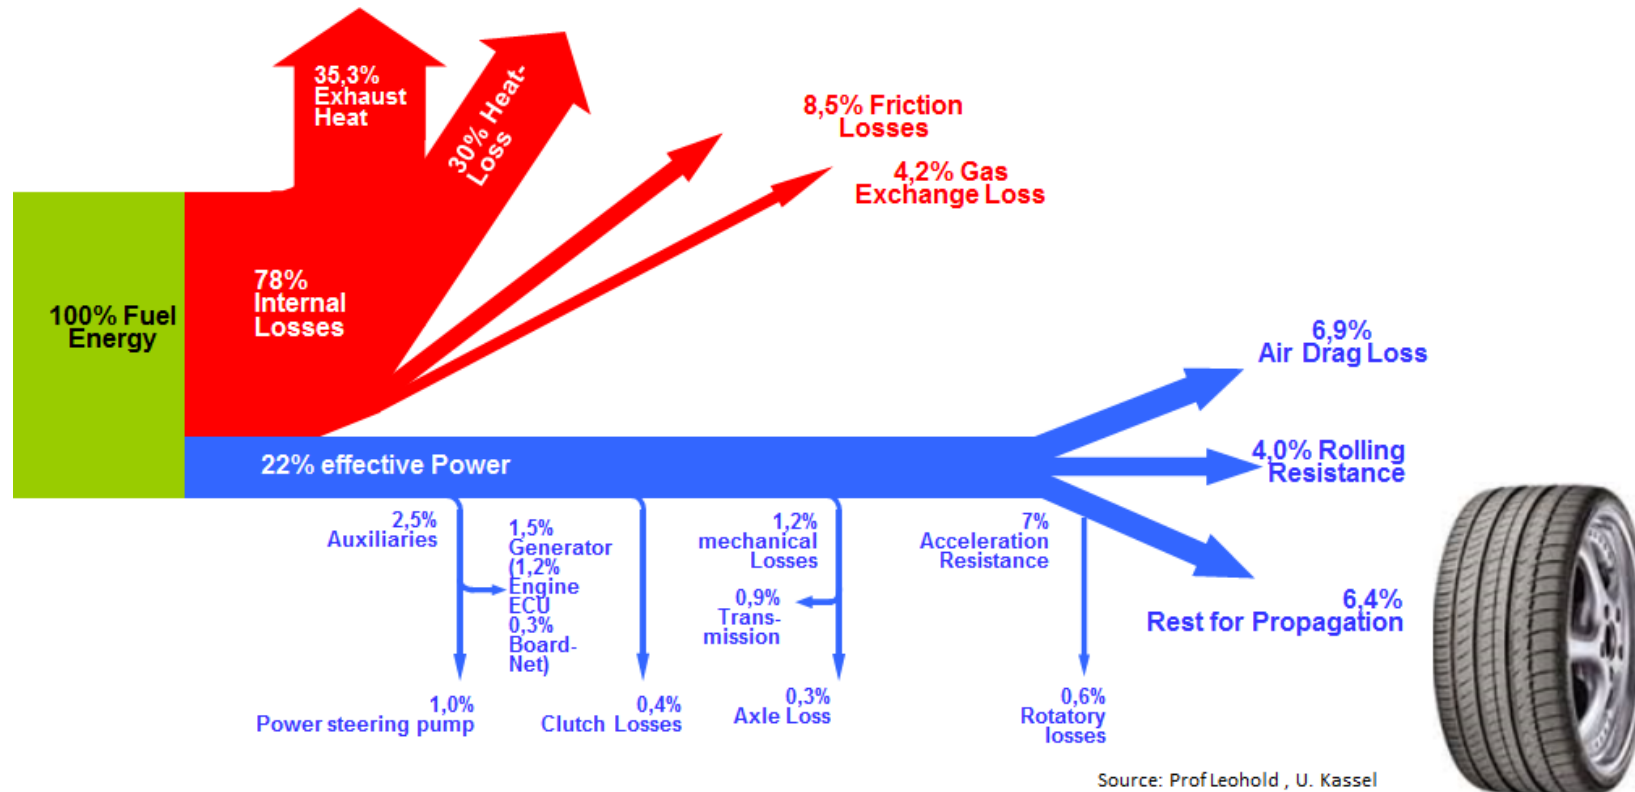 35,3%
Exhaust
Heat
30% Heat-
Loss
8,5% Friction
Losses
4,2% Gas
Exchange Loss
78%
Internal
Losses
100% Fuel
Energy
6,9%
Air Drag Loss
22% effective Power
4,0% Rolling
Resistance
2,5%
Auxiliaries
1,5%
Generator
(1,2%
Engine
ECU
0,3%
Board-
Net)
1,2%
mechanical
Losses
0,9%
Trans-
mission
7%
Acceleration
Resistance
6,4%
Rest for Propagation
1,0%
Power steering pump
0,4%
Clutch Losses
0,3%
Axle Loss
0,6%
Rotatory
losses
Source: Prof Leohold , U. Kassel